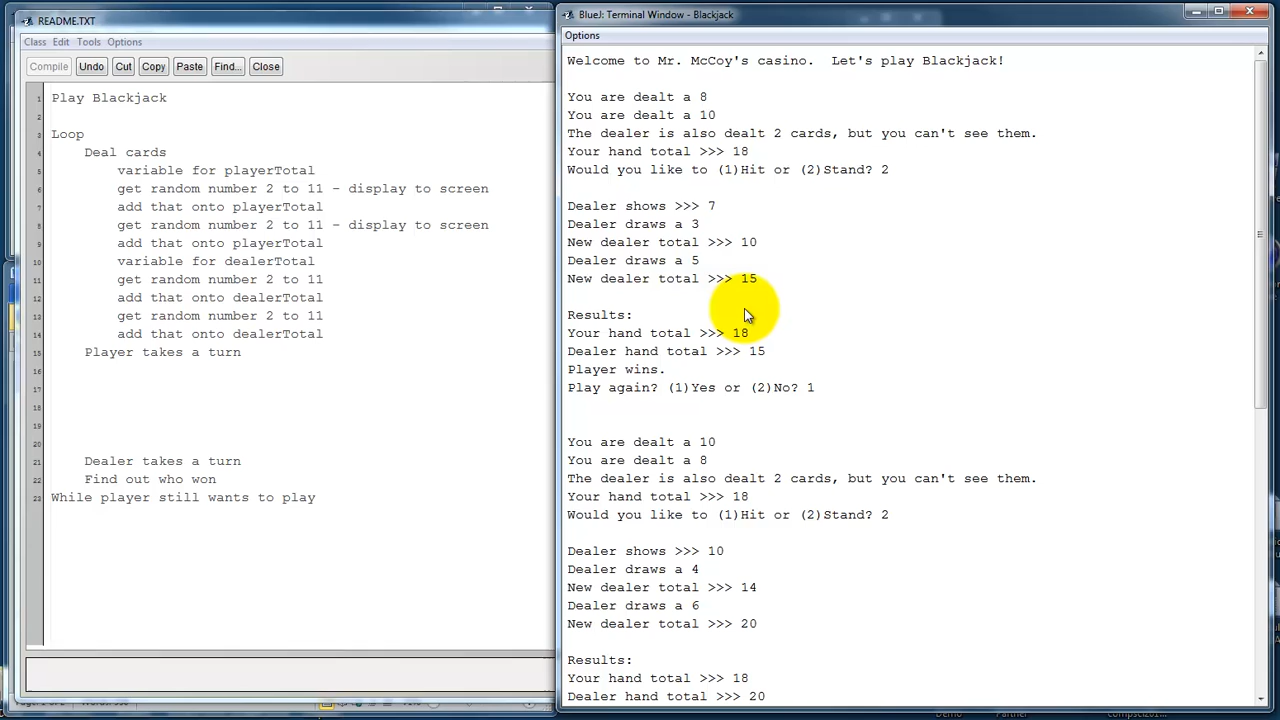 README.TXT
Class Edit Tools Options
Compile Undo Cut Copy Paste Find... Close
1 Play Blackjack
2
3 Loop
4 Deal cards
5 variable for playerTotal
6 get random number 2 to 11 - display to screen
7 add that onto playerTotal
8 get random number 2 to 11 - display to screen
9 add that onto playerTotal
10 variable for dealerTotal
11 get random number 2 to 11
12 add that onto dealerTotal
13 get random number 2 to 11
14 add that onto dealerTotal
15 Player takes a turn
16
17
18
19
20
21 Dealer takes a turn
22 Find out who won
23 While player still wants to play
BlueJ: Terminal Window - Blackjack
Options
Welcome to Mr. McCoy's casino.  Let's play Blackjack!
You are dealt a 8
You are dealt a 10
The dealer is also dealt 2 cards, but you can't see them.
Your hand total >>> 18
Would you like to (1)Hit or (2)Stand? 2
Dealer shows >>> 7
Dealer draws a 3
New dealer total >>> 10
Dealer draws a 5
New dealer total >>> 15
Results:
Your hand total >>> 18
Dealer hand total >>> 15
Player wins.
Play again? (1)Yes or (2)No? 1
You are dealt a 10
You are dealt a 8
The dealer is also dealt 2 cards, but you can't see them.
Your hand total >>> 18
Would you like to (1)Hit or (2)Stand? 2
Dealer shows >>> 10
Dealer draws a 4
New dealer total >>> 14
Dealer draws a 6
New dealer total >>> 20
Results:
Your hand total >>> 18
Dealer hand total >>> 20